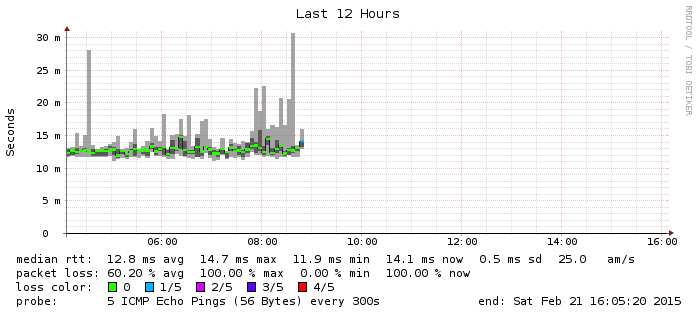 Last 12 Hours
RRDTOOL / TOBI OETIKER
Seconds
30 m
25 m
20 m
15 m
10 m
5 m
0
06:00 08:00 10:00 12:00 14:00 16:00
median rtt: 12.8 ms avg 14.7 ms max 11.9 ms min 14.1 ms now 0.5 ms sd 25.0 am/s
packet loss: 60.20 % avg 100.00 % max 0.00 % min 100.00 % now
loss color: 0 1/5 2/5 3/5 4/5
probe: 5 ICMP Echo Pings (56 Bytes) every 300s end: Sat Feb 21 16:05:20 2015